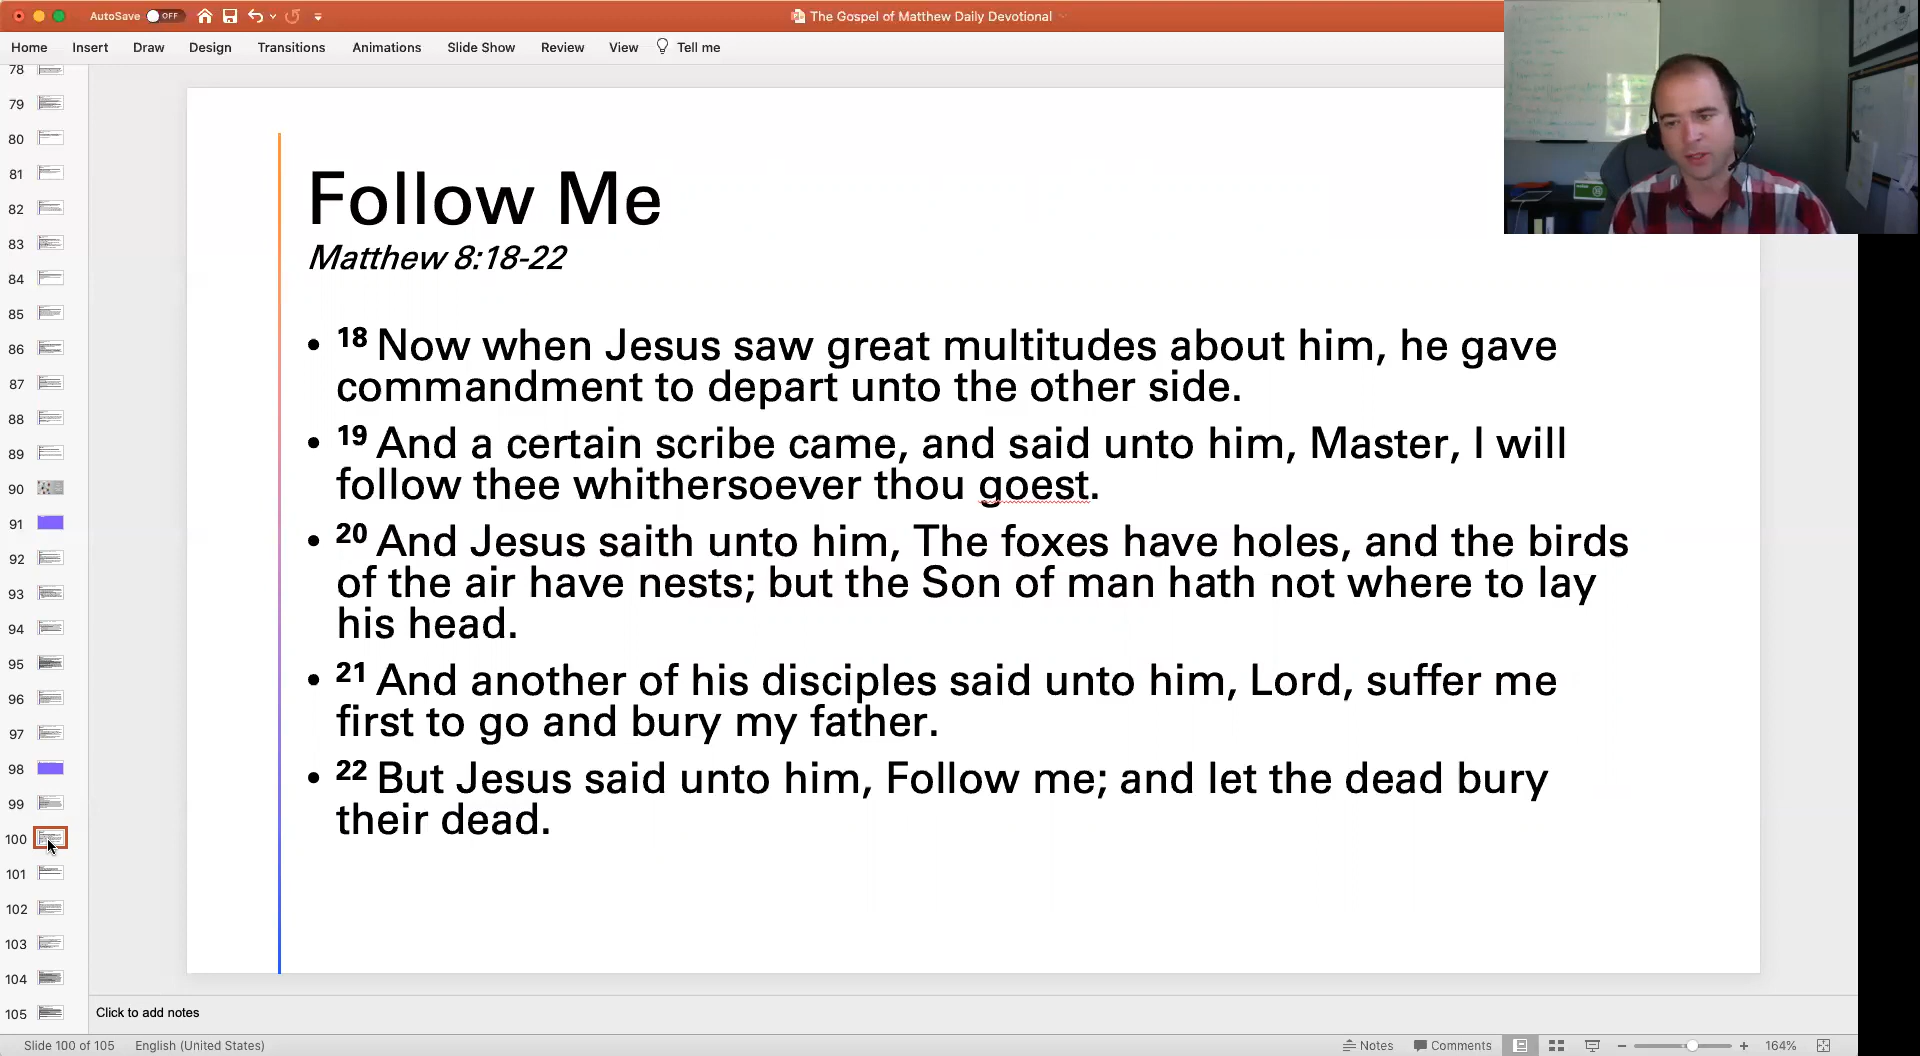 AutoSave OFF
The Gospel of Matthew Daily Devotional
Home Insert Draw Design Transitions Animations Slide Show Review View Tell me
78
79
80
81
82
83
84
85
86
87
88
89
90
91
92
93
94
95
96
97
98
99
100
101
102
103
104
105
Follow Me
Matthew 8:18-22
• 18 Now when Jesus saw great multitudes about him, he gave
commandment to depart unto the other side.
• 19 And a certain scribe came, and said unto him, Master, I will
follow thee whithersoever thou goest.
• 20 And Jesus saith unto him, The foxes have holes, and the birds
of the air have nests; but the Son of man hath not where to lay
his head.
• 21 And another of his disciples said unto him, Lord, suffer me
first to go and bury my father.
• 22 But Jesus said unto him, Follow me; and let the dead bury
their dead.
Click to add notes
Slide 100 of 105 English (United States) Notes Comments 164%